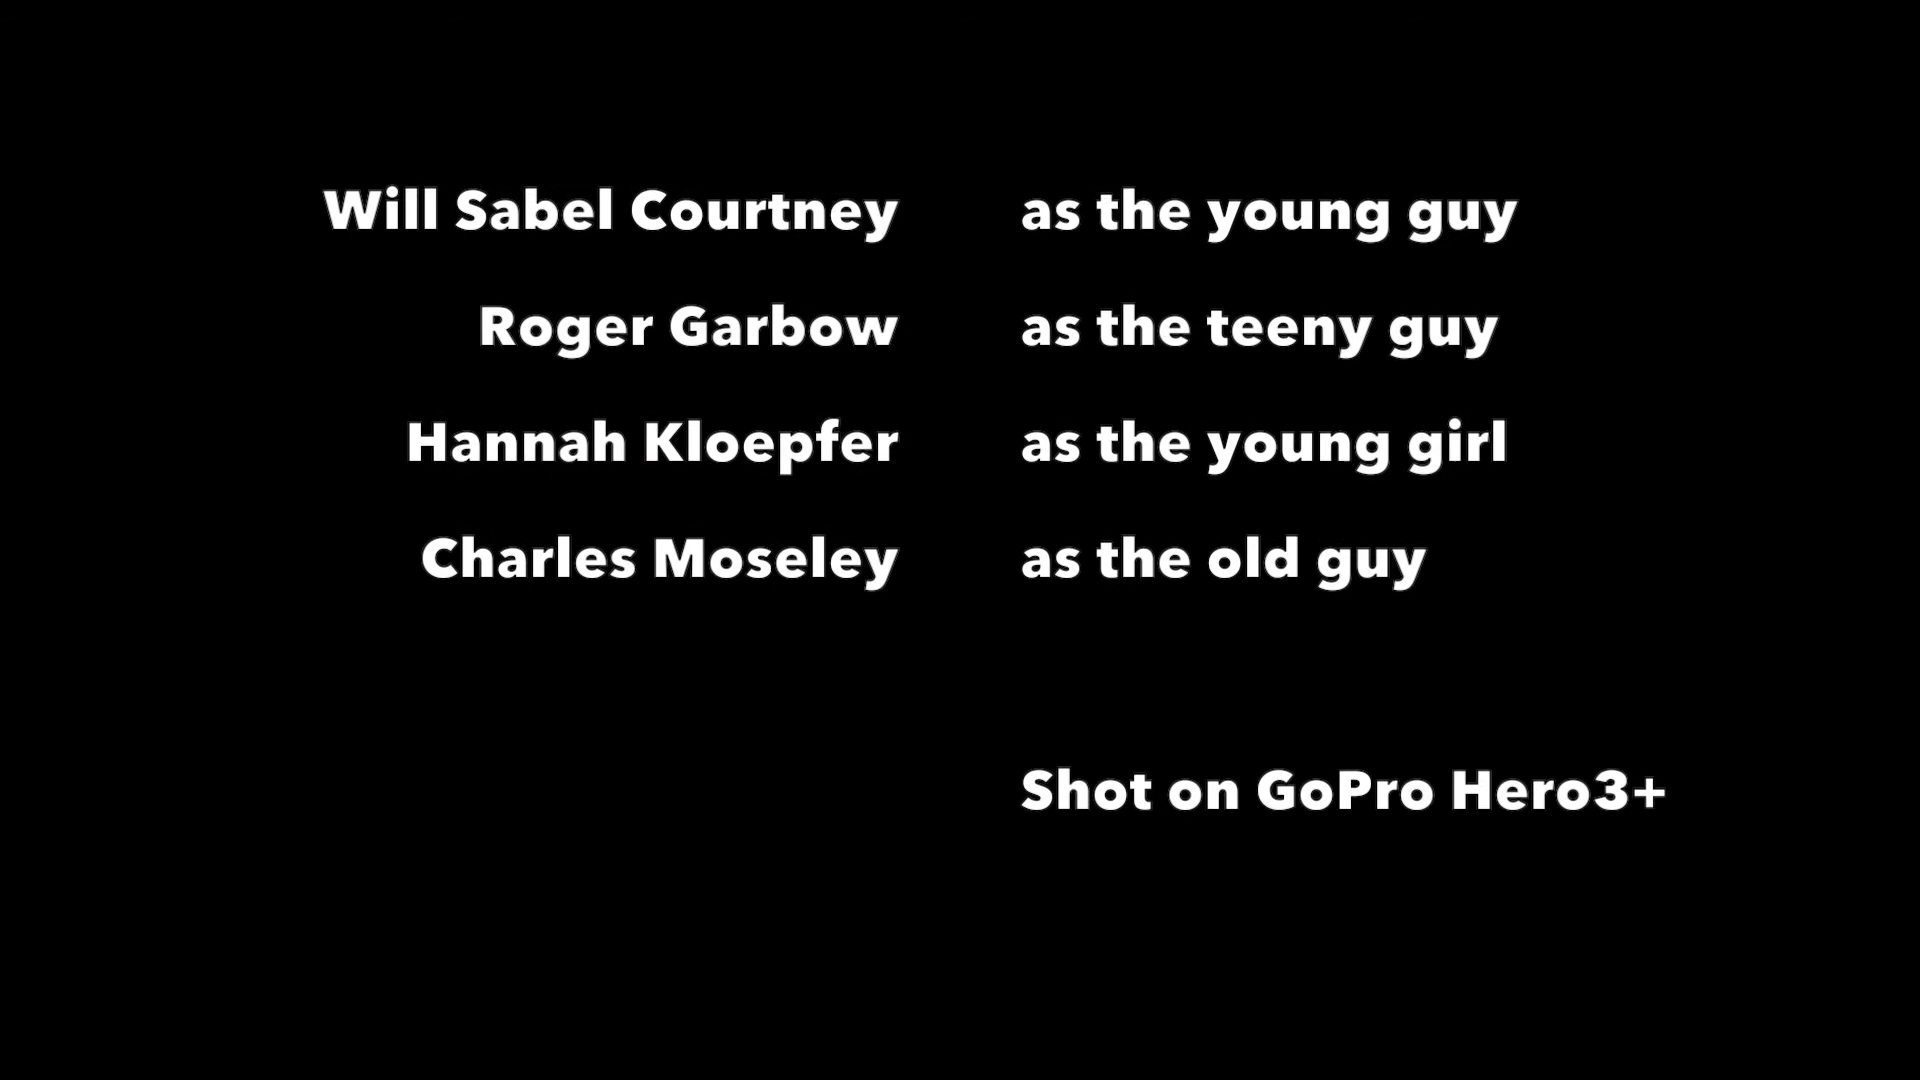 Will Sabel Courtney as the young guy
Roger Garbow as the teeny guy
Hannah Kloepfer as the young girl
Charles Moseley as the old guy
Shot on GoPro Hero3+